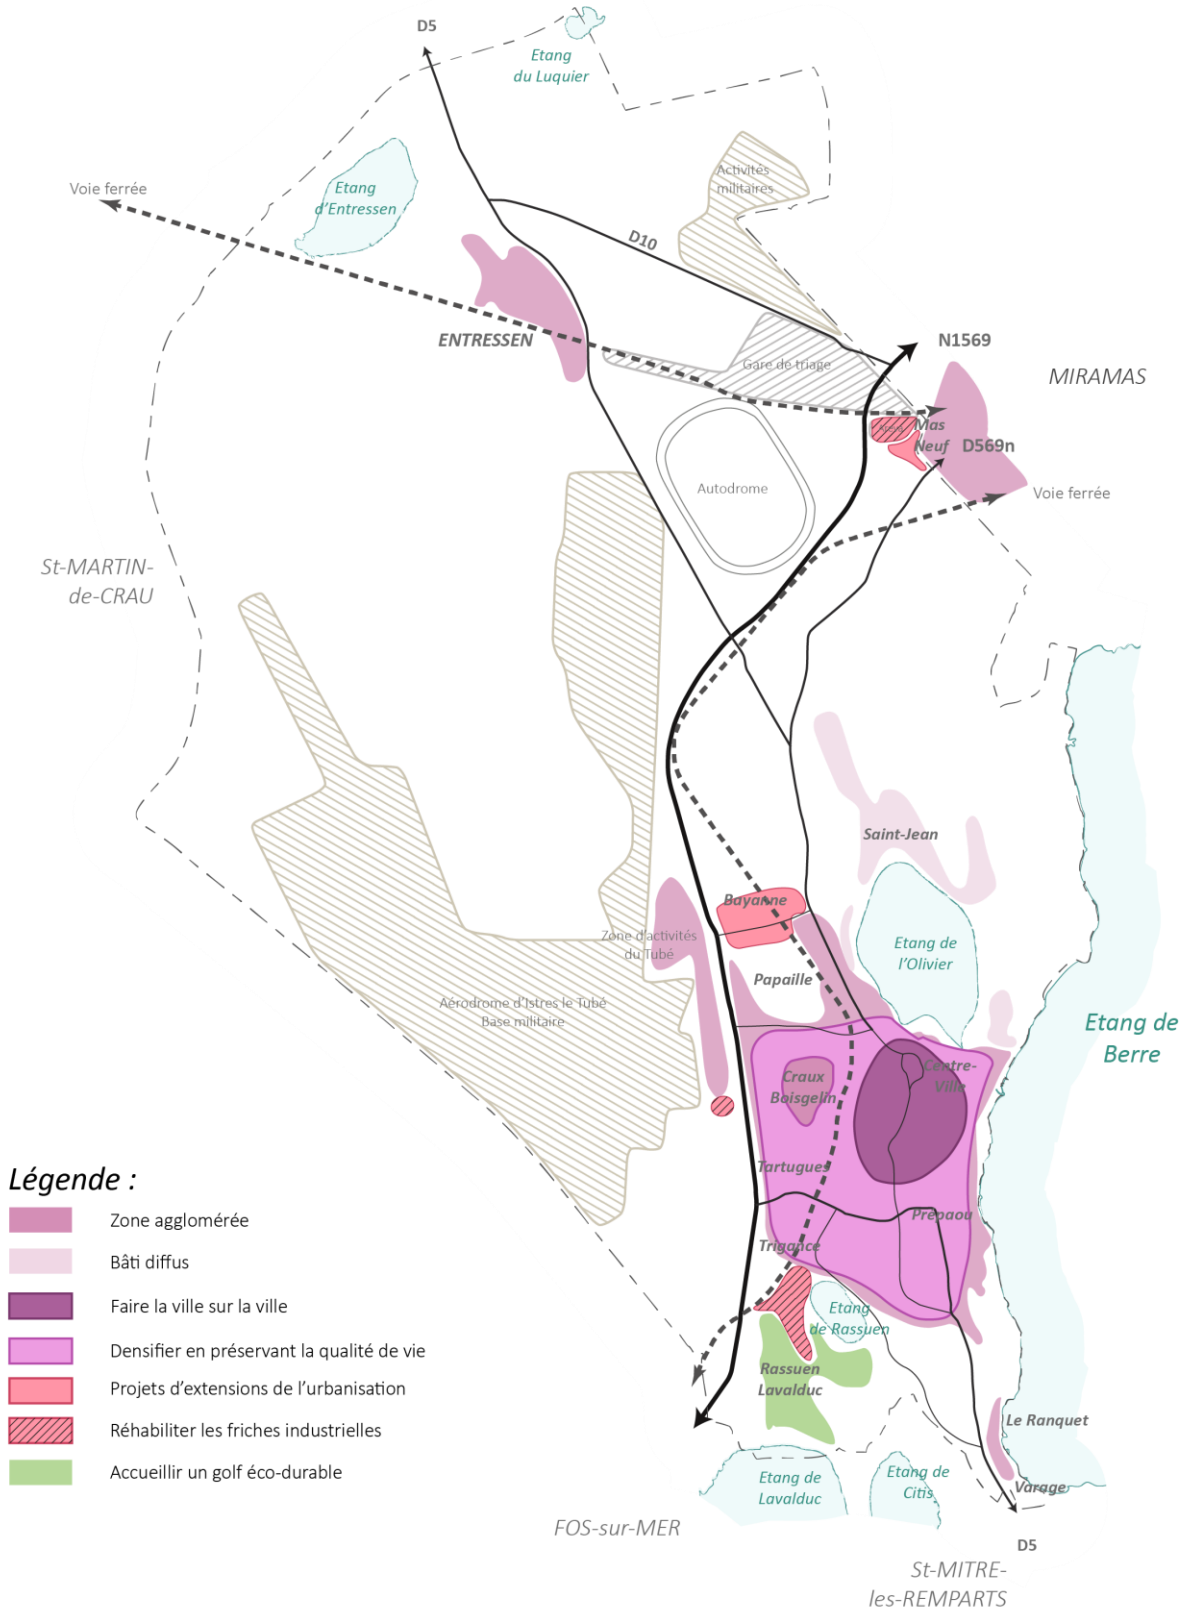 D5
Etang
du Luquier
Activités
militaires
Voie ferrée
Etang
d'Entressen
D10
ENTRESSEN
N1569
Gare de triage
MIRAMAS
Mas
Neuf
D569n
Autodrome
Voie ferrée
St-MARTIN-
de-CRAU
Saint-Jean
Bayanne
Zone d'activités
du Tubé
Etang de
l'Olivier
Papaille
Aérodrome d'Istres le Tubé
Base militaire
Etang de
Berre
Centre-
Ville
Craux
Boisgelin
Tartugues
Prépaou
Trigance
Etang
de Rassuen
Rassuen
Lavalduc
Le Ranquet
Etang de
Lavalduc
Etang de
Citis
Varage
FOS-sur-MER
D5
St-MITRE-
les-REMPARTS
Légende :
Zone agglomérée
Bâti diffus
Faire la ville sur la ville
Densifier en préservant la qualité de vie
Projets d'extensions de l'urbanisation
Réhabiliter les friches industrielles
Accueillir un golf éco-durable